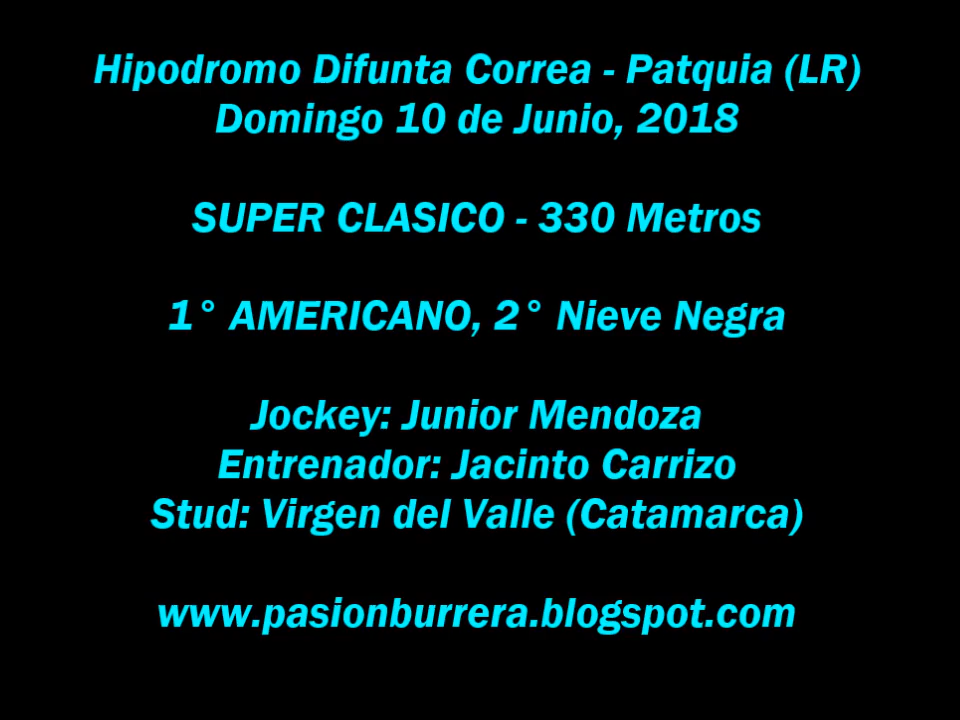 Hipodromo Difunta Correa - Patquia (LR)
Domingo 10 de Junio, 2018
SUPER CLASICO - 330 Metros
1° AMERICANO, 2° Nieve Negra
Jockey: Junior Mendoza
Entrenador: Jacinto Carrizo
Stud: Virgen del Valle (Catamarca)
www.pasionburrera.blogspot.com